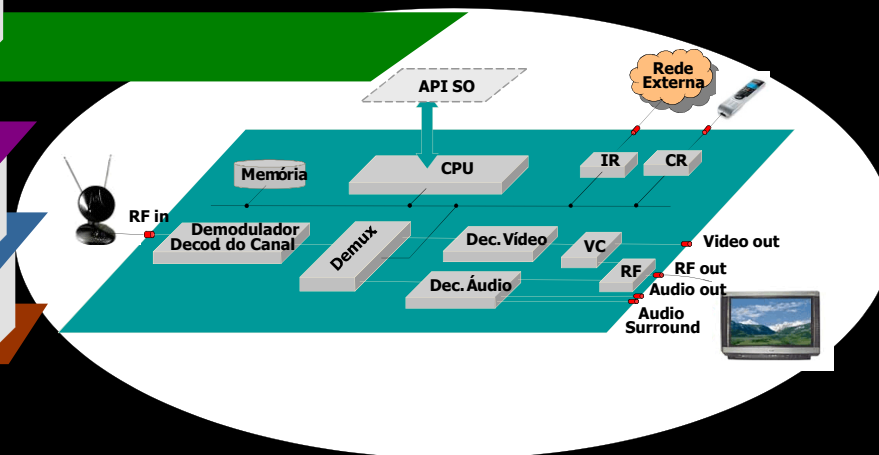 API SO
Rede
Externa
Memória
CPU
IR
CR
RF in
Demodulador
Decod. do Canal
Demux
Dec. Vídeo
VC
Video out
Dec. Áudio
RF
RF out
Audio out
Audio
Surround